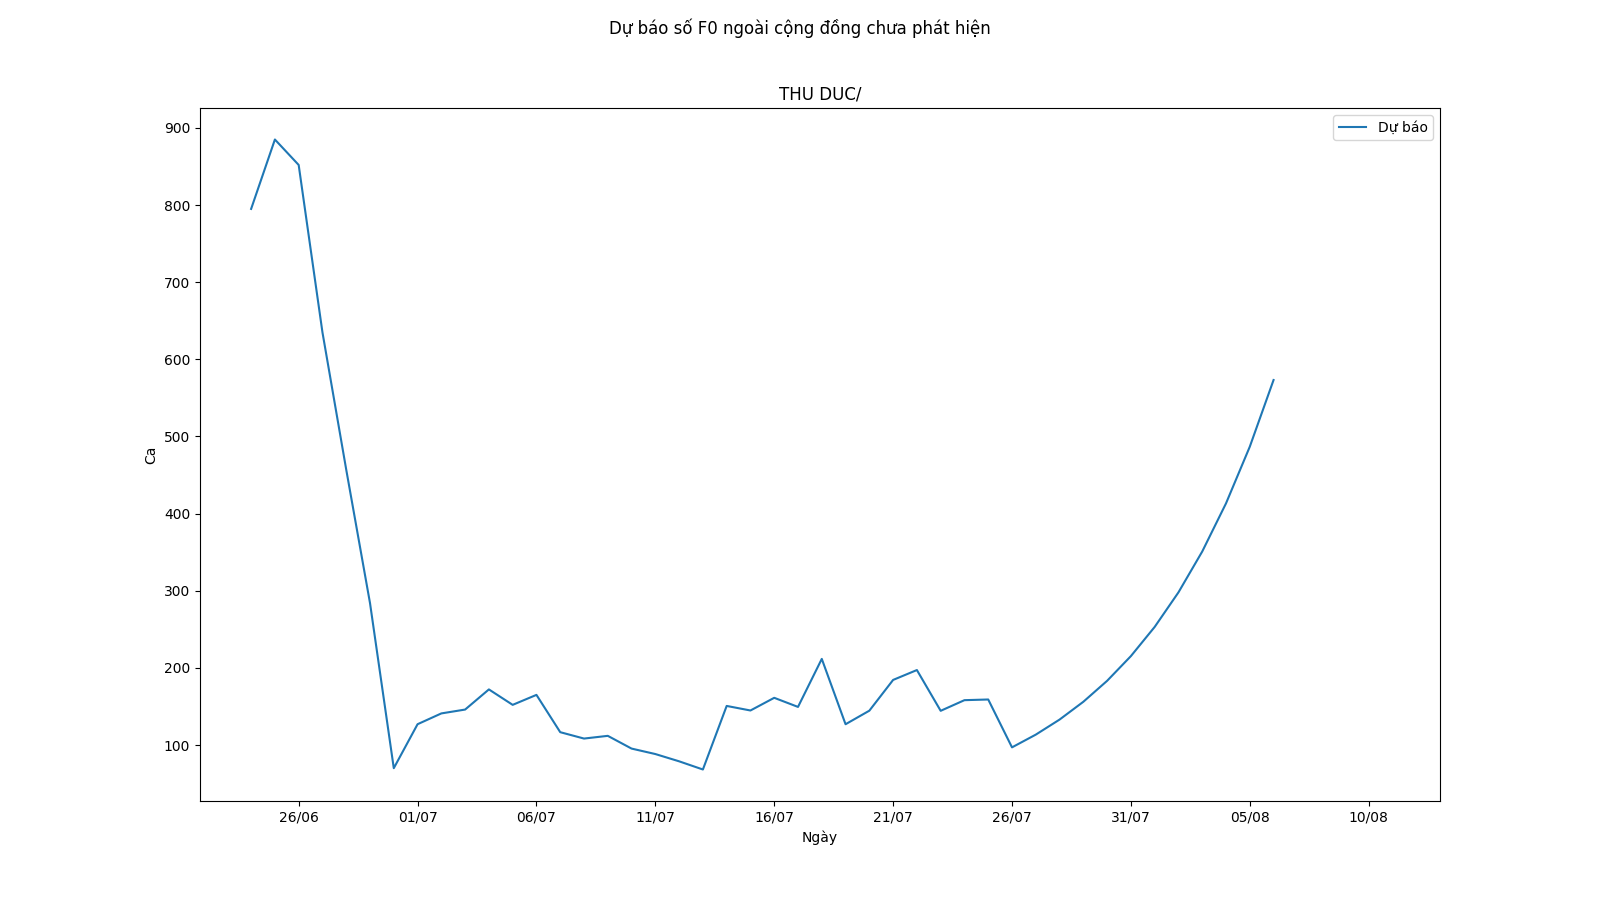 Dự báo số F0 ngoài cộng đồng chưa phát hiện
THU DUC/
Dự báo
900
800
700
600
500
400
300
200
100
Ca
26/06 01/07 06/07 11/07 16/07 21/07 26/07 31/07 05/08 10/08
Ngày